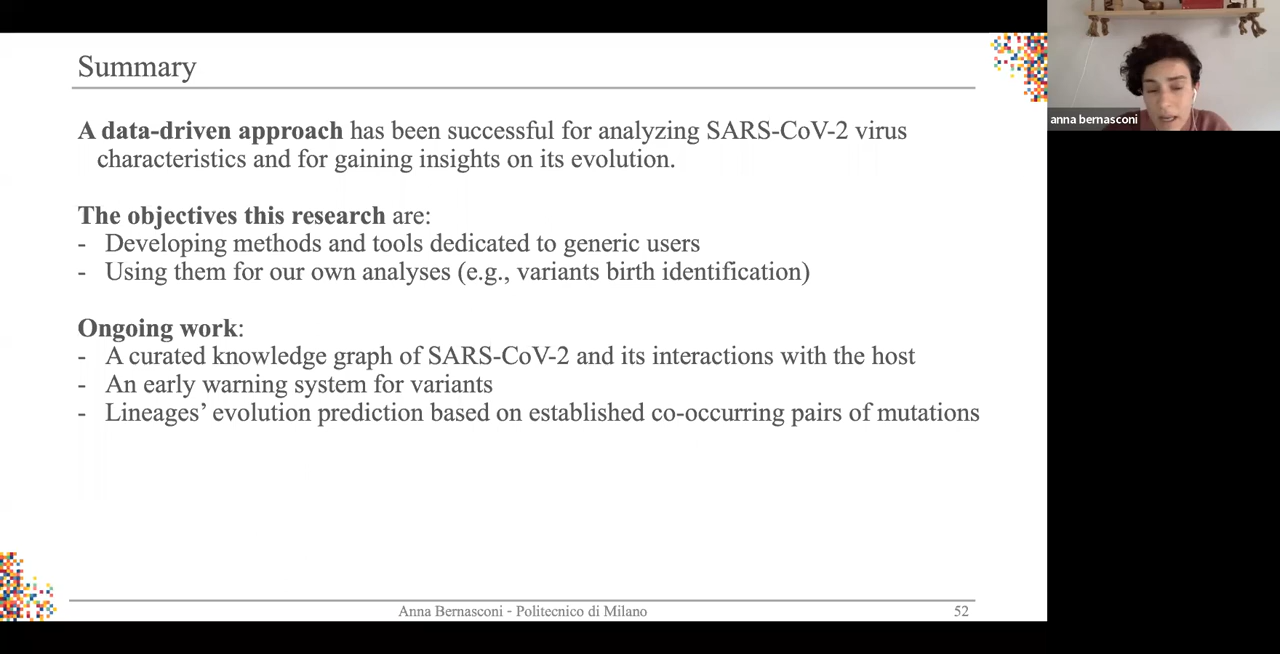 Summary
A data-driven approach has been successful for analyzing SARS-CoV-2 virus
characteristics and for gaining insights on its evolution.
The objectives this research are:
- Developing methods and tools dedicated to generic users
- Using them for our own analyses (e.g., variants birth identification)
Ongoing work:
- A curated knowledge graph of SARS-CoV-2 and its interactions with the host
- An early warning system for variants
- Lineages’ evolution prediction based on established co-occurring pairs of mutations
Anna Bernasconi - Politecnico di Milano
52
anna bernasconi